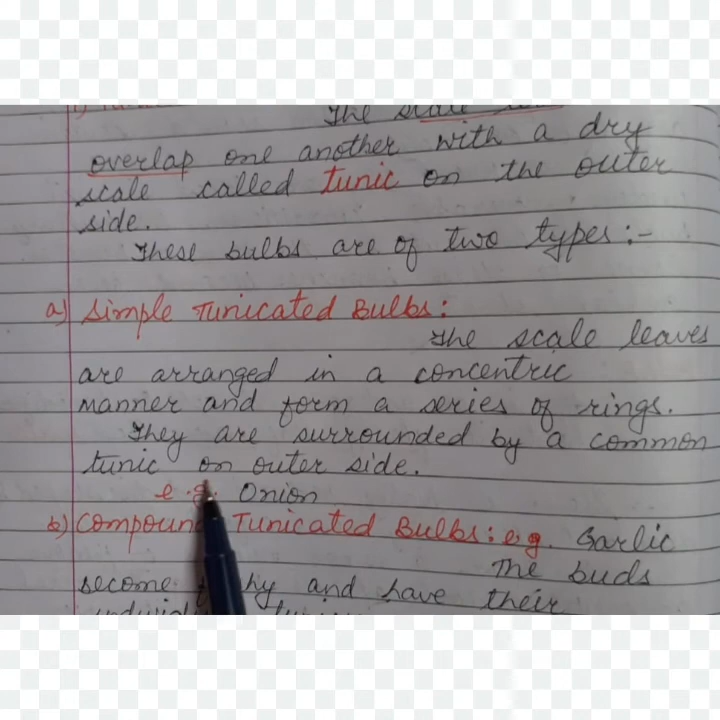 The scale
overlap one another with a dry
scale called tunic on the outer
side.
These bulbs are of two types :-
a) Simple Tunicated Bulbs :
The scale leaves
are arranged in a concentric
manner and form a series of rings.
They are surrounded by a common
tunic on outer side.
e.g. Onion
b) Compound Tunicated Bulbs : e.g. Garlic
The buds
become and have their